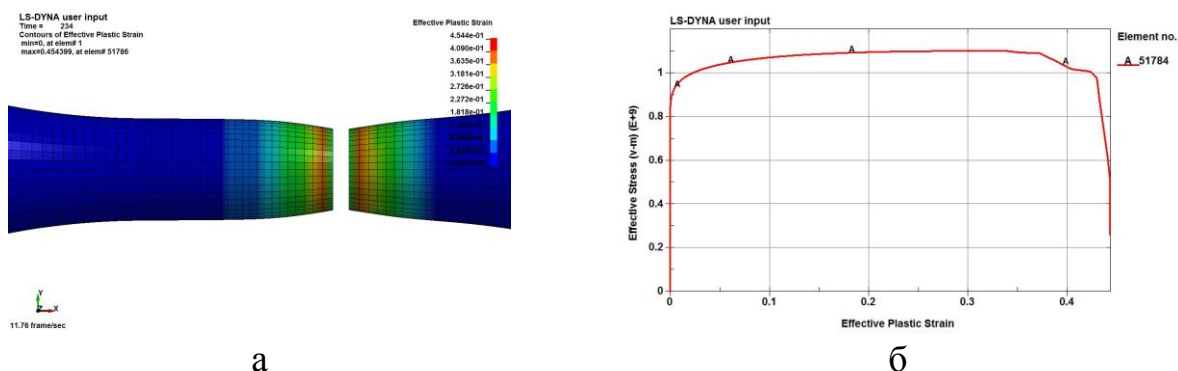 LS-DYNA user input
Time = 234
Contours of Effective Plastic Strain
min=0, at elem# 1
max=0.454399, at elem# 51786
Effective Plastic Strain
4.544e-01
4.090e-01
3.635e-01
3.181e-01
2.726e-01
2.272e-01
1.818e-01
Y
Z X
11.76 frame/sec
а
LS-DYNA user input
Effective Stress (v-m) (E+9)
1
0.8
0.6
0.4
0.2
0
0 0.1 0.2 0.3 0.4
Effective Plastic Strain
A A A A
Element no.
A 51784
б